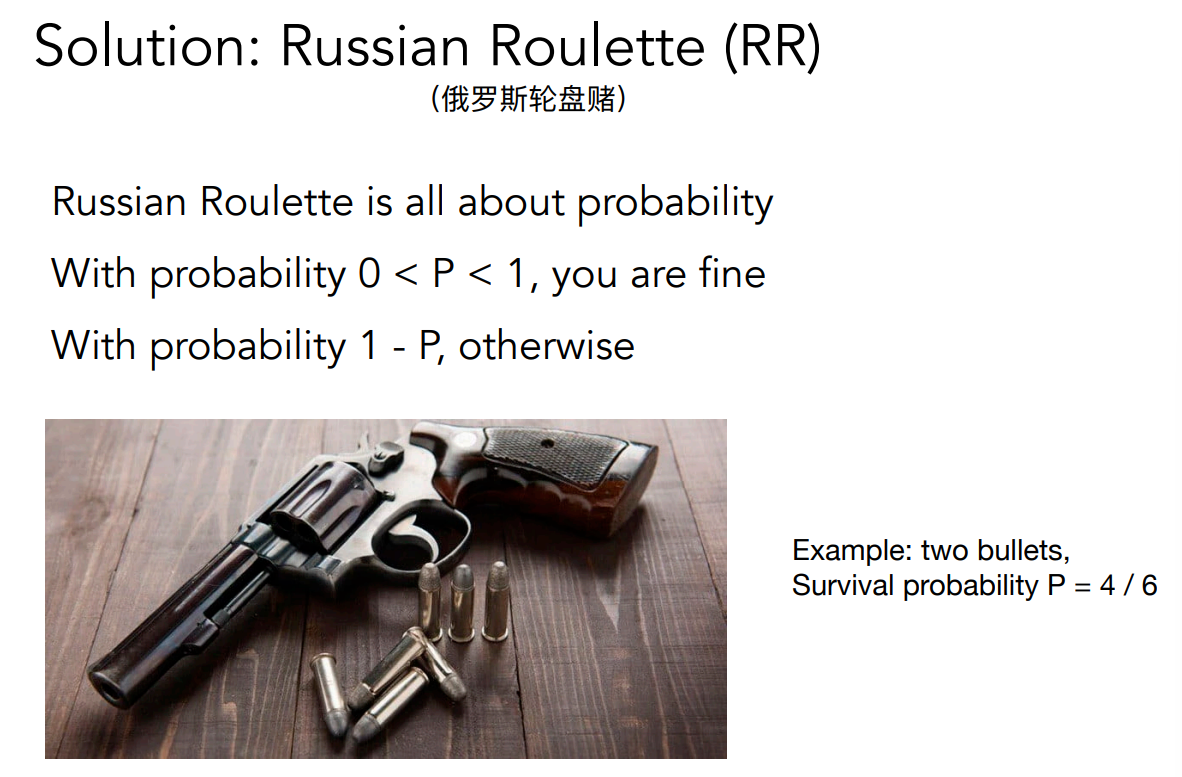 Solution: Russian Roulette (RR)
（俄罗斯轮盘赌）
Russian Roulette is all about probability
With probability 0 < P < 1, you are fine
With probability 1 - P, otherwise
Example: two bullets,
Survival probability P = 4 / 6